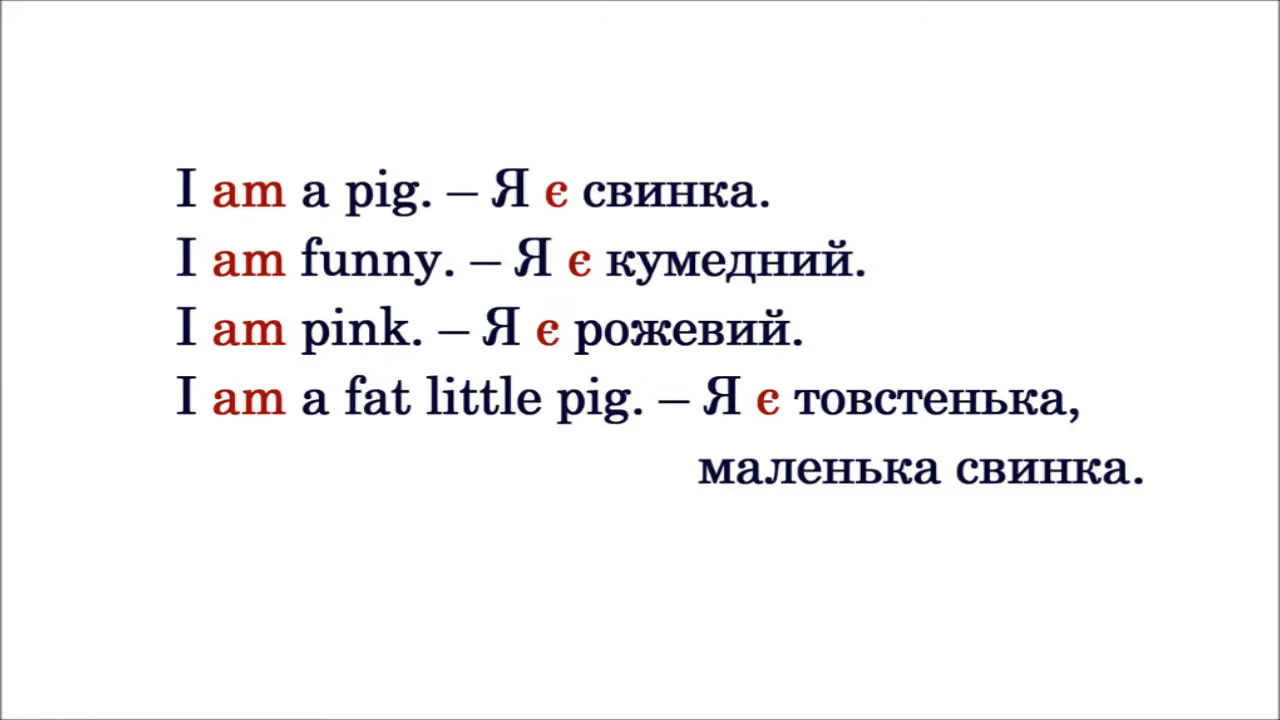 I am a pig. – Я є свинка.
I am funny. – Я є кумедний.
I am pink. – Я є рожевий.
I am a fat little pig. – Я є товстенька,
маленька свинка.